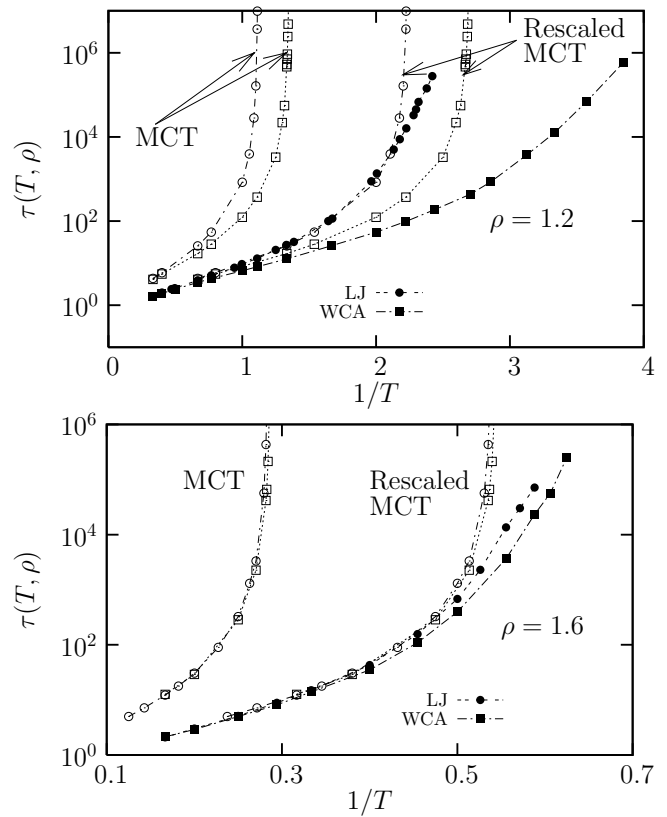 10^6
10^4
10^2
10^0
τ(T, ρ)
MCT
Rescaled
MCT
ρ = 1.2
LJ
WCA
0 1 2 3 4
1/T
10^6
10^4
10^2
10^0
τ(T, ρ)
MCT
Rescaled
MCT
ρ = 1.6
LJ
WCA
0.1 0.3 0.5 0.7
1/T